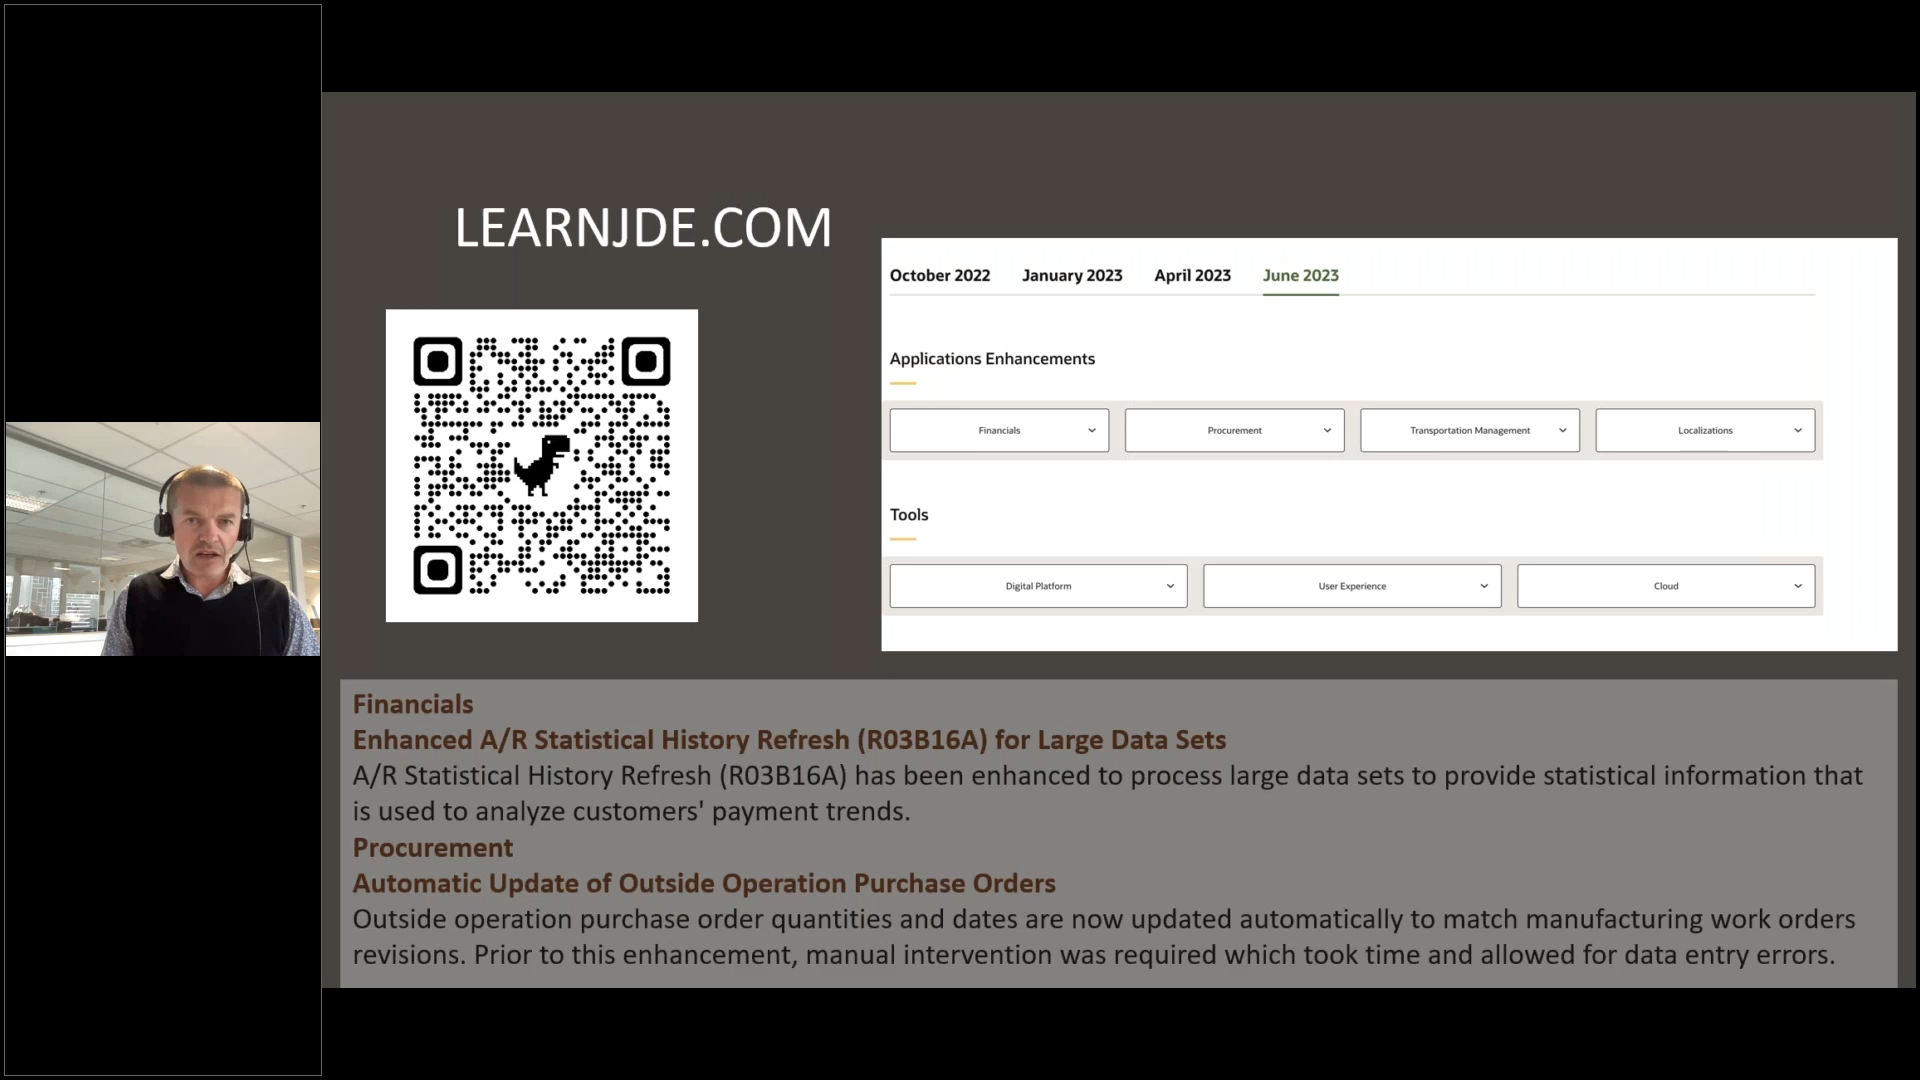 LEARNJDE.COM
October 2022 January 2023 April 2023 June 2023
Applications Enhancements
Financials Procurement Transportation Management Localizations
Tools
Digital Platform User Experience Cloud
Financials
Enhanced A/R Statistical History Refresh (R03B16A) for Large Data Sets
A/R Statistical History Refresh (R03B16A) has been enhanced to process large data sets to provide statistical information that
is used to analyze customers' payment trends.
Procurement
Automatic Update of Outside Operation Purchase Orders
Outside operation purchase order quantities and dates are now updated automatically to match manufacturing work orders
revisions. Prior to this enhancement, manual intervention was required which took time and allowed for data entry errors.